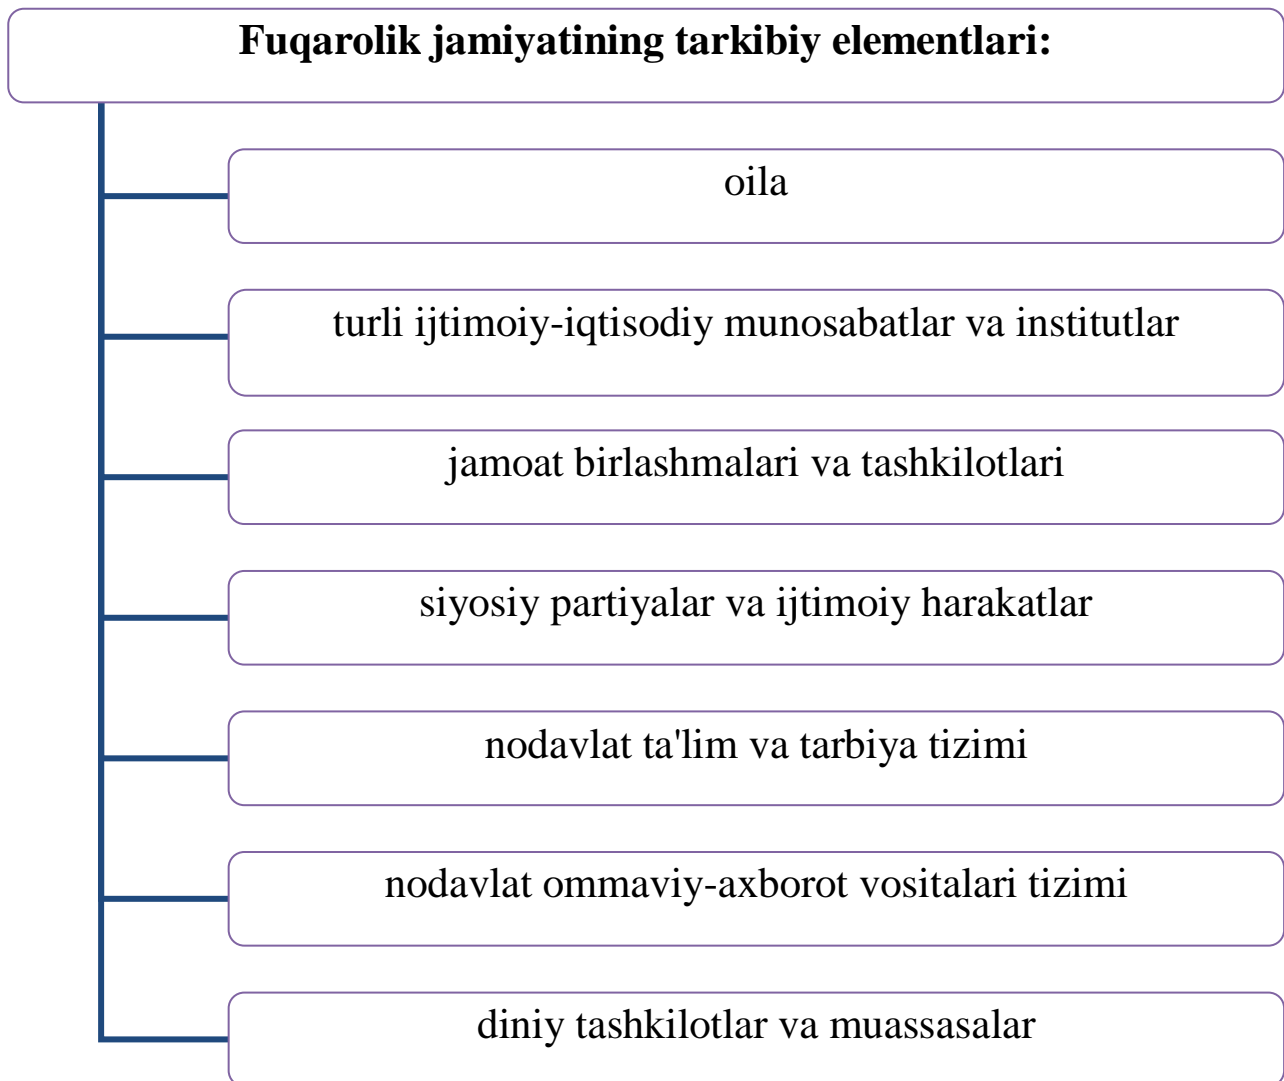 Fuqarolik jamiyatining tarkibiy elementlari:
oila
turli ijtimoiy-iqtisodiy munosabatlar va institutlar
jamoat birlashmalari va tashkilotlari
siyosiy partiyalar va ijtimoiy harakatlar
nodavlat ta'lim va tarbiya tizimi
nodavlat ommaviy-axborot vositalari tizimi
diniy tashkilotlar va muassasalar